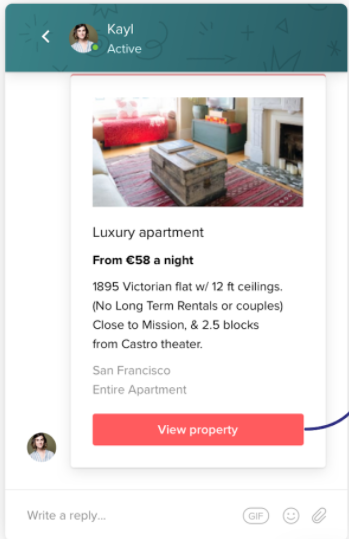 Kayl
Active
Luxury apartment
From €58 a night
1895 Victorian flat w/ 12 ft ceilings.
(No Long Term Rentals or couples)
Close to Mission, & 2.5 blocks
from Castro theater.
San Francisco
Entire Apartment
View property
Write a reply...
GIF